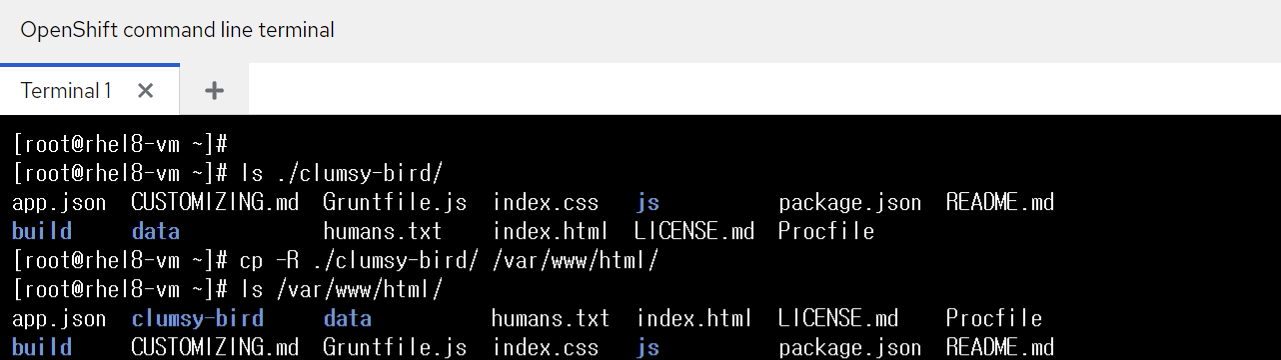 OpenShift command line terminal
Terminal 1
[root@rhel8-vm ~]#
[root@rhel8-vm ~]# ls ./clumsy-bird/
app.json CUSTOMIZING.md Gruntfile.js index.css js package.json README.md
build data humans.txt index.html LICENSE.md Procfile
[root@rhel8-vm ~]# cp -R ./clumsy-bird/ /var/www/html/
[root@rhel8-vm ~]# ls /var/www/html/
app.json clumsy-bird data humans.txt index.html LICENSE.md Procfile
build CUSTOMIZING.md Gruntfile.js index.css js package.json README.md